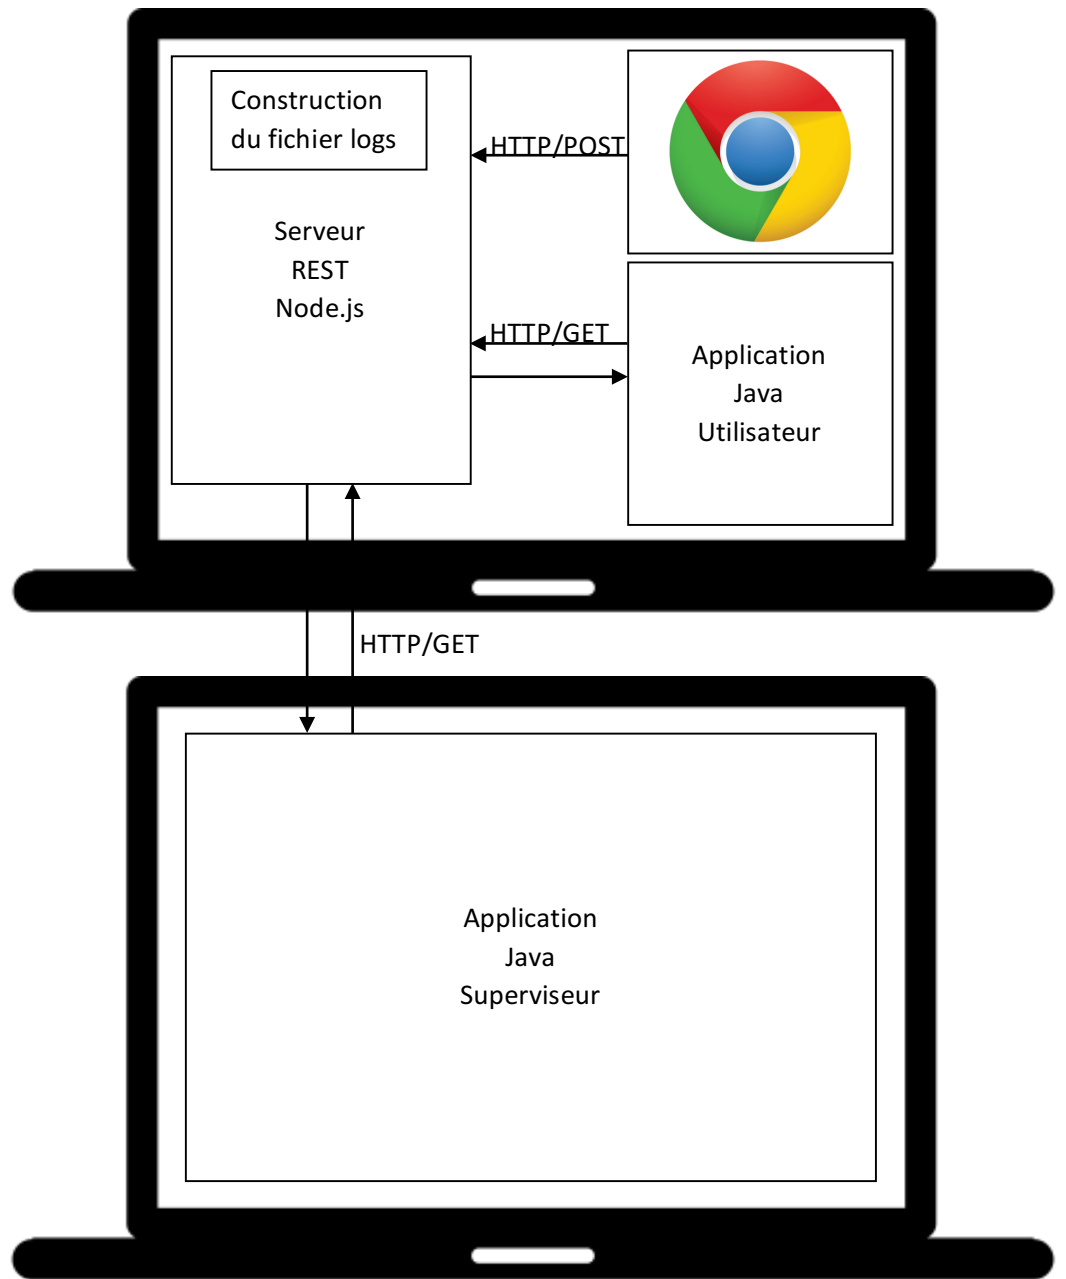 Construction
du fichier logs
HTTP/POST
Serveur
REST
Node.js
HTTP/GET
Application
Java
Utilisateur
HTTP/GET
Application
Java
Superviseur